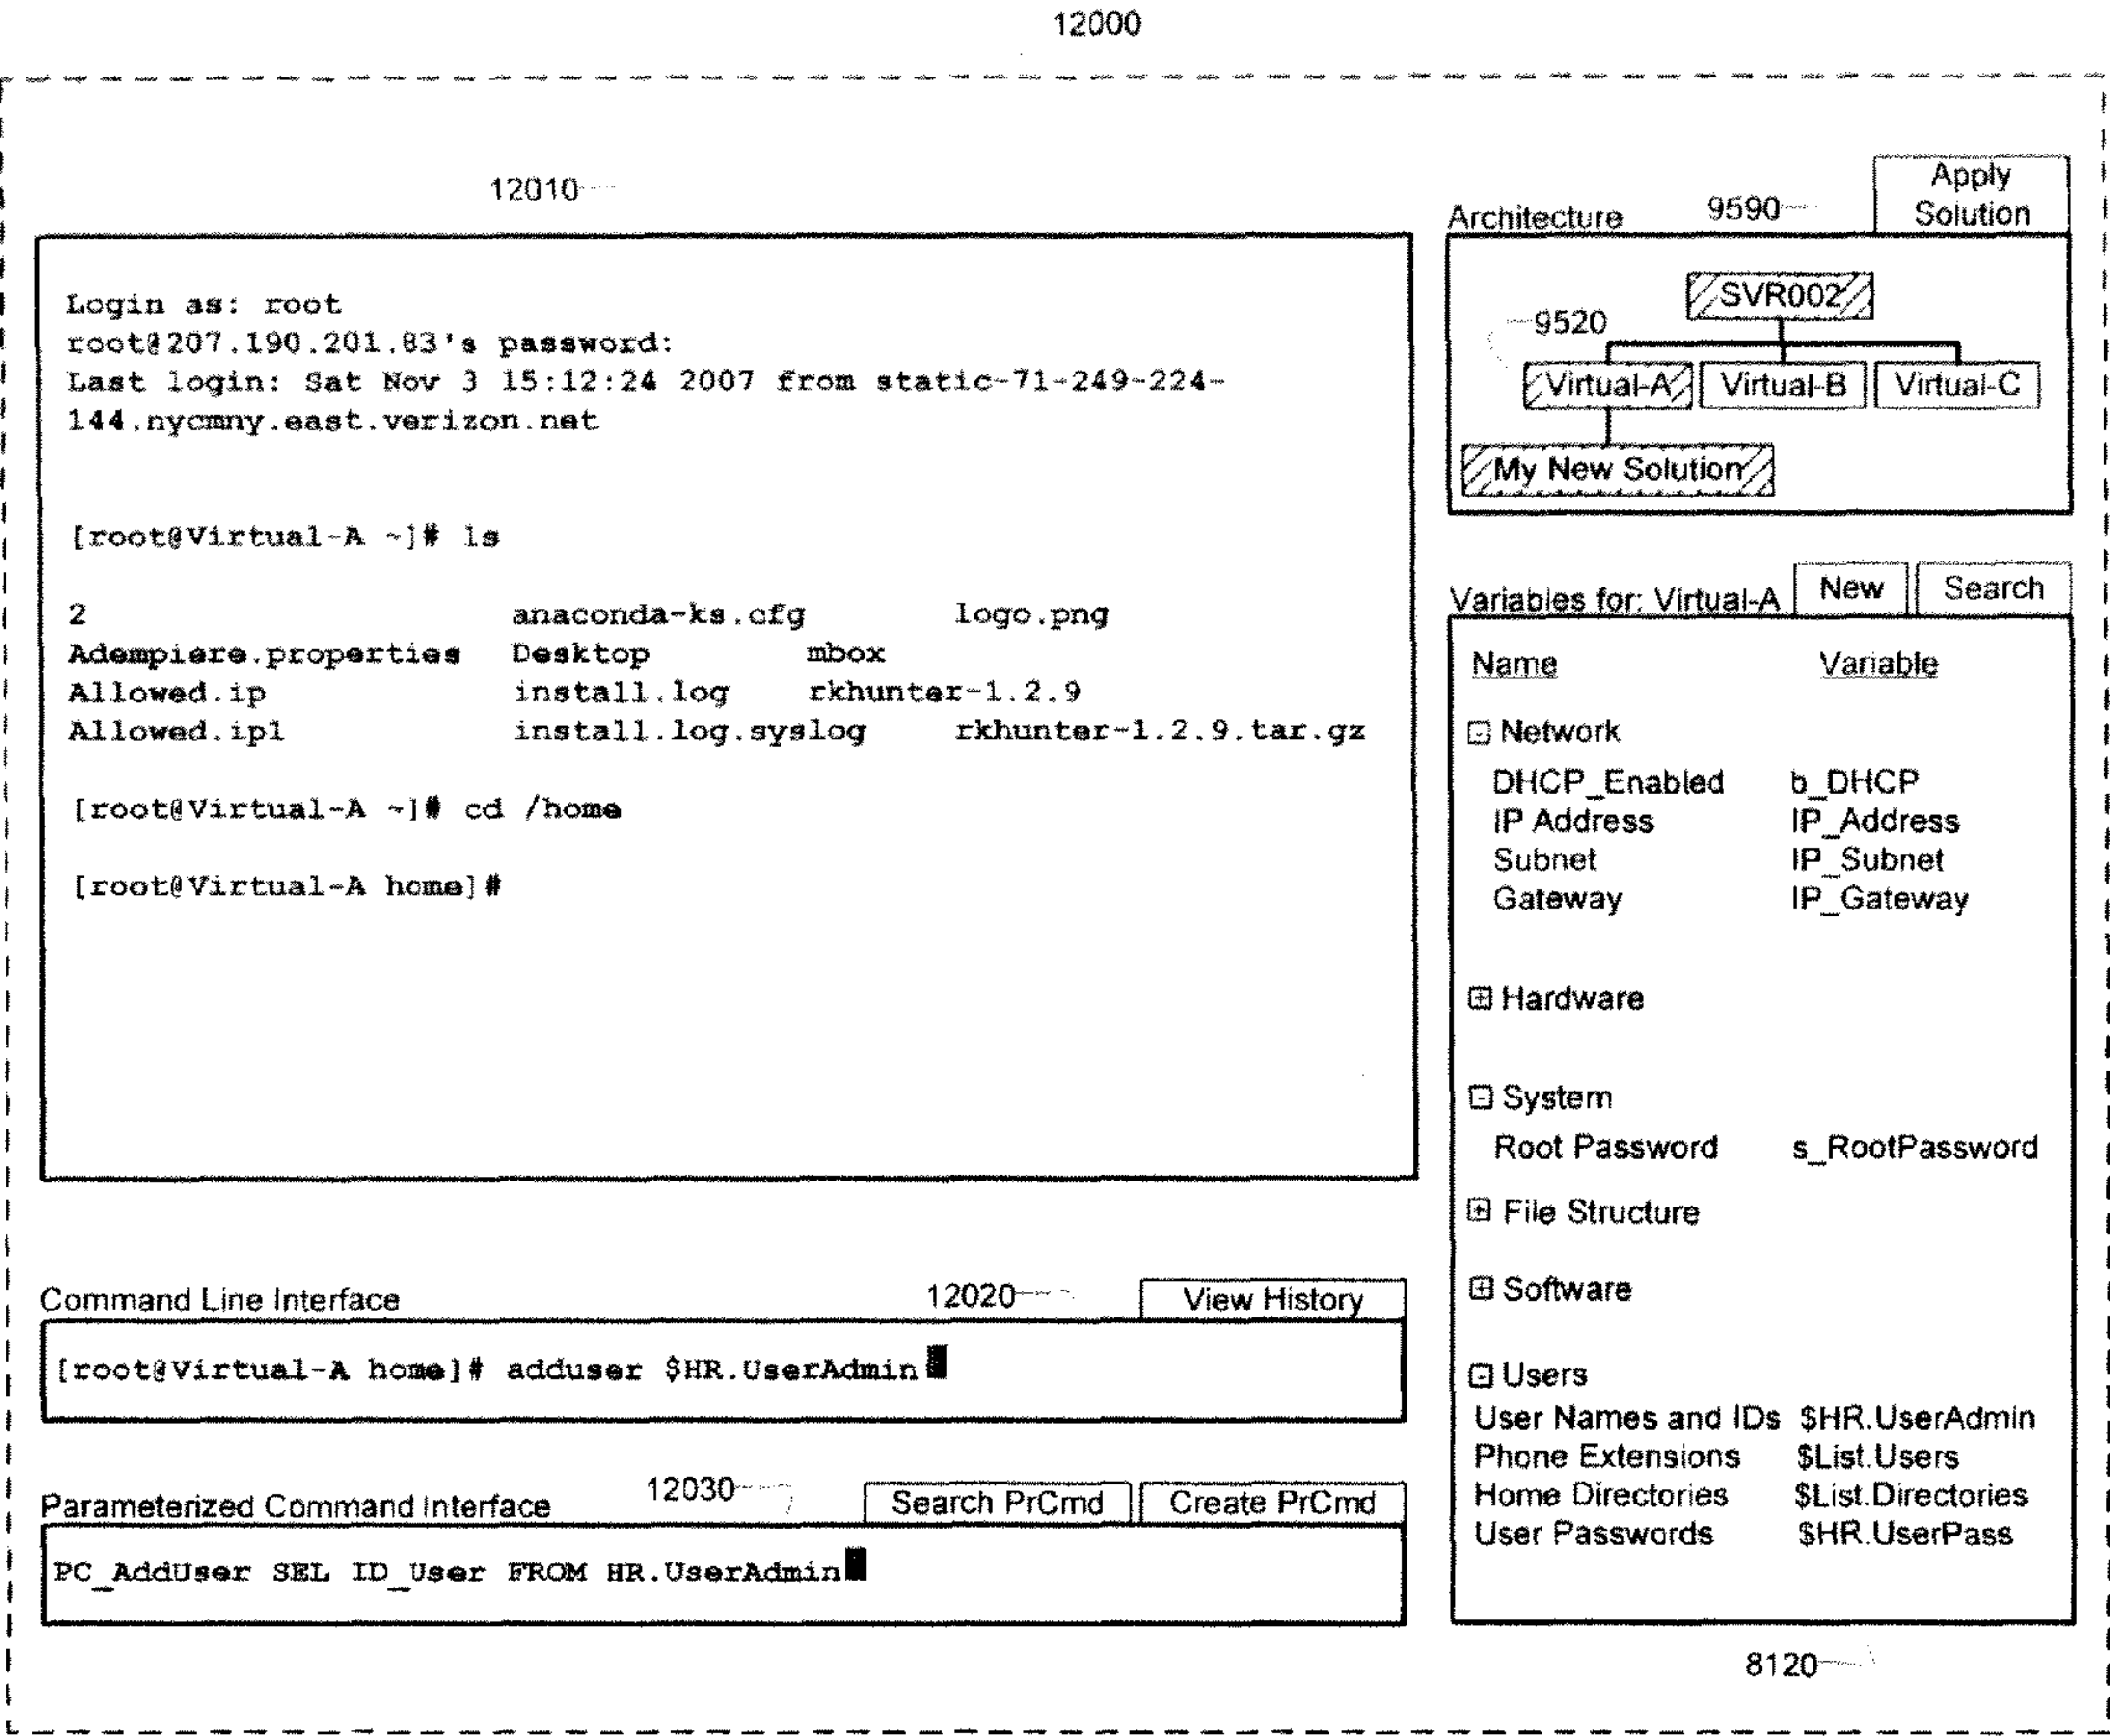 12000
12010
Login as: root
root@207.190.201.83's password:
Last login: Sat Nov 3 15:12:24 2007 from static-71-249-224-
144.nycmny.east.verizon.net
[root@Virtual-A ~]# ls
2 anaconda-ks.cfg logo.png
Adempiere.properties Desktop mbox
Allowed.ip install.log rkhunter-1.2.9
Allowed.ip1 install.log.syslog rkhunter-1.2.9.tar.gz
[root@Virtual-A ~]# cd /home
[root@Virtual-A home]#
Command Line Interface 12020 View History
[root@Virtual-A home]# adduser $HR.UserAdmin
Parameterized Command Interface 12030 Search PrCmd Create PrCmd
PC_AddUser SEL ID_User FROM HR.UserAdmin
Architecture 9590 Apply
Solution
SVR002
9520
Virtual-A Virtual-B Virtual-C
My New Solution
Variables for: Virtual-A New Search
Name Variable
- Network
DHCP_Enabled b_DHCP
IP Address IP_Address
Subnet IP_Subnet
Gateway IP_Gateway
+ Hardware
- System
Root Password s_RootPassword
+ File Structure
+ Software
- Users
User Names and IDs $HR.UserAdmin
Phone Extensions $List.Users
Home Directories $List.Directories
User Passwords $HR.UserPass
8120